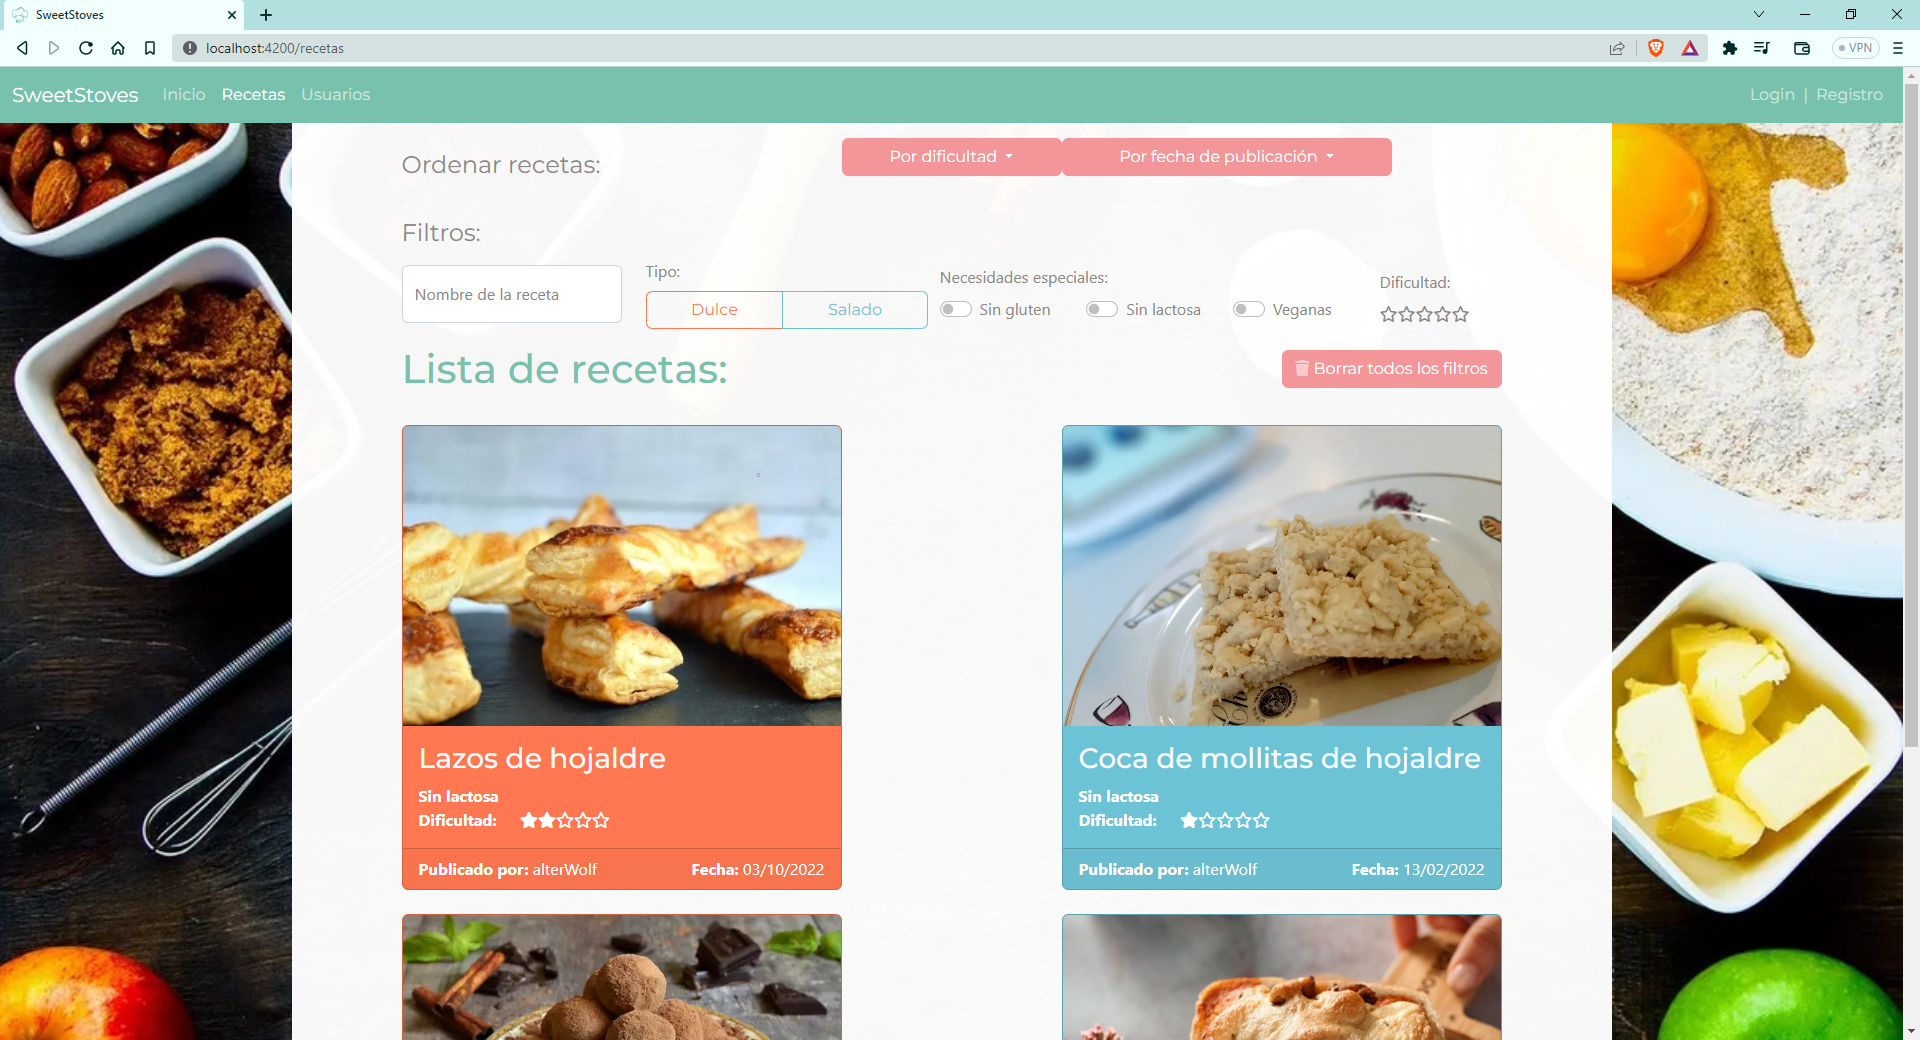 SweetStoves
localhost:4200/recetas
VPN
SweetStoves Inicio Recetas Usuarios Login | Registro
Ordenar recetas: Por dificultad Por fecha de publicación
Filtros:
Nombre de la receta
Tipo:
Dulce Salado
Necesidades especiales:
Sin gluten Sin lactosa Veganas
Dificultad:
Lista de recetas:
Borrar todos los filtros
Lazos de hojaldre
Sin lactosa
Dificultad:
Publicado por: alterWolf Fecha: 03/10/2022
Coca de mollitas de hojaldre
Sin lactosa
Dificultad:
Publicado por: alterWolf Fecha: 13/02/2022